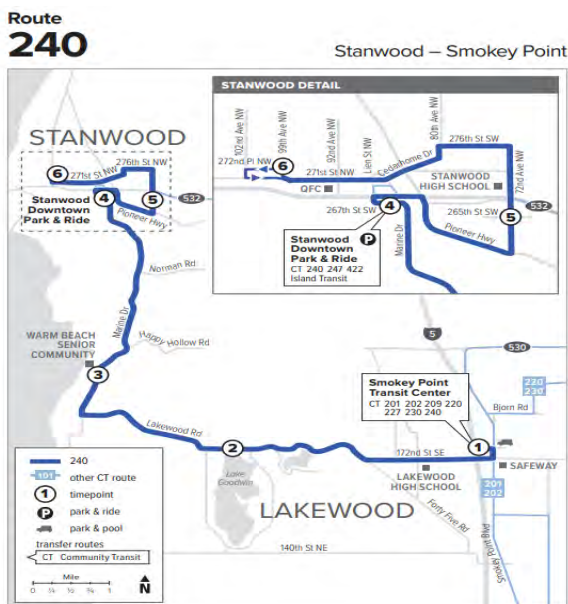 Route
240
Stanwood – Smokey Point
STANWOOD DETAIL
102nd Ave NW
99th Ave NW
92nd Ave NW
Lien St NW
80th Ave NW
276th St SW
272nd Pl NW
6
271st St NW
Cedarhome Dr
STANWOOD
HIGH SCHOOL
72nd Ave NW
QFC
267th St SW
4
265th St SW
5
532
Pioneer Hwy
Marine Dr
Stanwood
Downtown
Park & Ride
P
CT 240 247 422
Island Transit
STANWOOD
6
271st St NW
276th St NW
4
5
532
Stanwood
Downtown
Park & Ride
Pioneer Hwy
Norman Rd
Marine Dr
Happy Hollow Rd
WARM BEACH
SENIOR
COMMUNITY
3
Lakewood Rd
2
Lake
Goodwin
LAKEWOOD
5
530
220
230
Bjorn Rd
Smokey Point
Transit Center
CT 201 202 209 220
227 230 240
1
172nd St SE
SAFEWAY
LAKEWOOD
HIGH SCHOOL
201
202
Forty Five Rd
140th St NE
Smokey Point Blvd
240
101
other CT route
1
timepoint
P
park & ride
park & pool
transfer routes
CT Community Transit
Mile
0 ¼ ½ ¾ 1
N